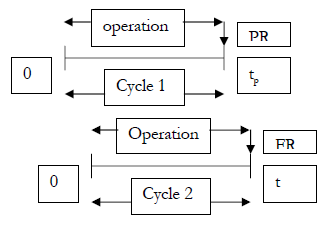 operation
PR
0
Cycle 1
tp
Operation
FR
0
Cycle 2
t